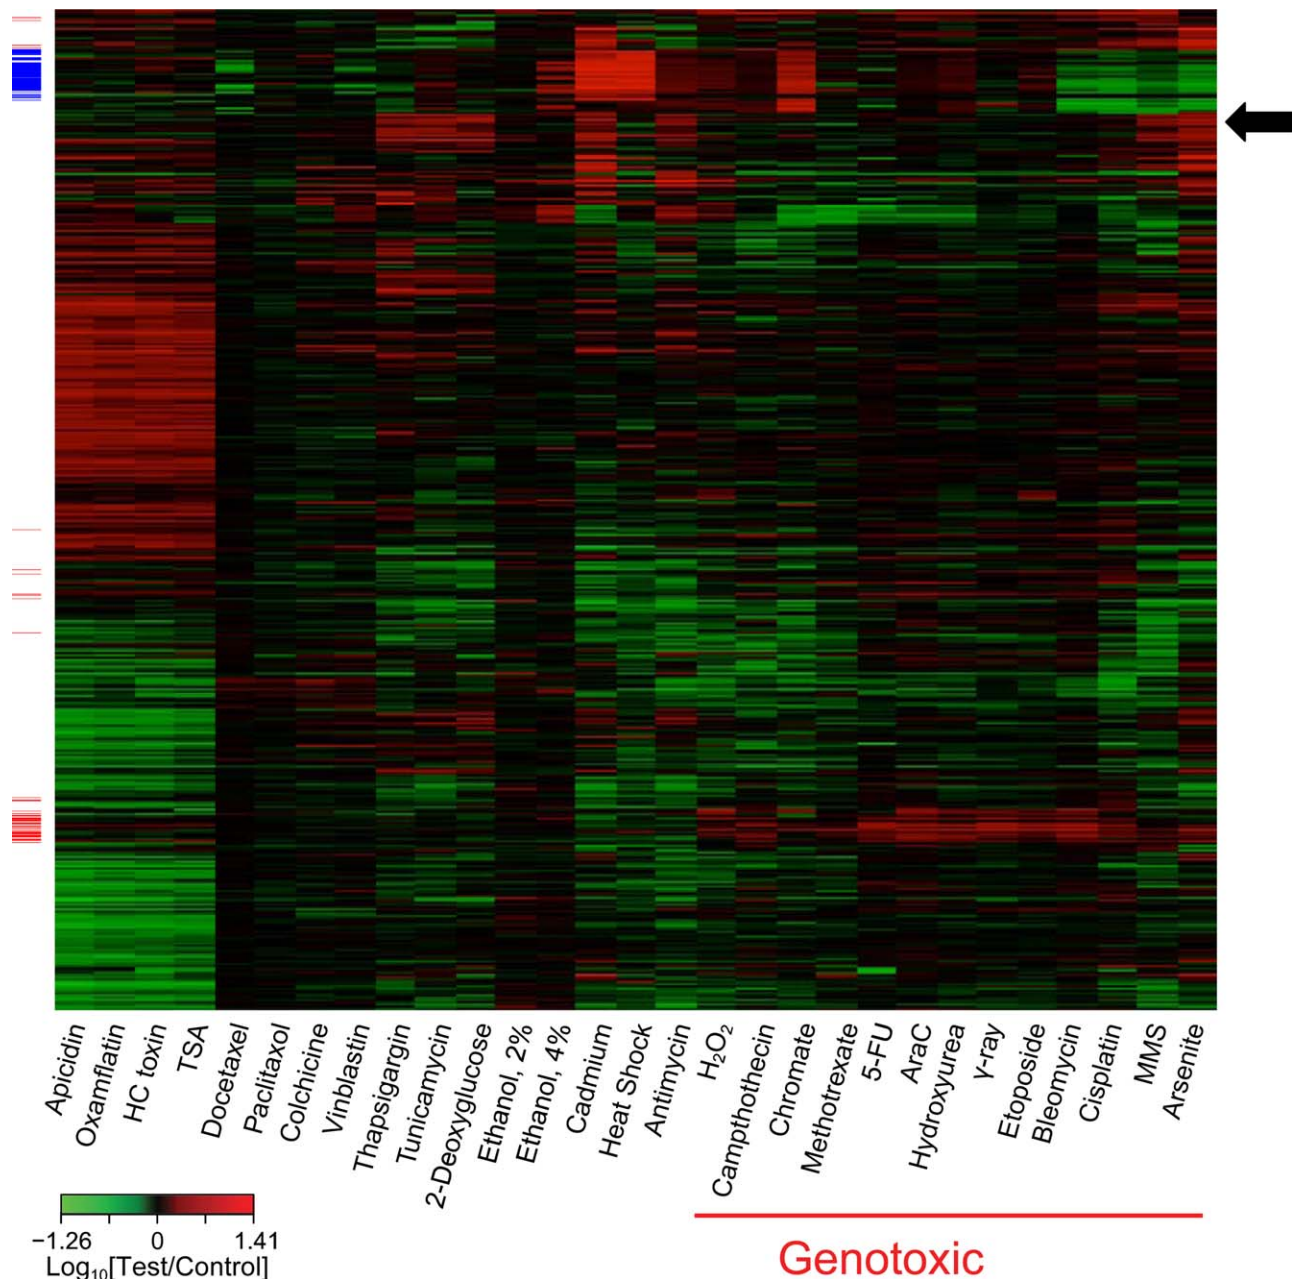 Apicidin
Oxamflatin
HC toxin
TSA
Docetaxel
Paclitaxol
Colchicine
Vinblastin
Thapsigargin
Tunicamycin
2-Deoxyglucose
Ethanol, 2%
Ethanol, 4%
Cadmium
Heat Shock
Antimycin
H₂O₂
Campthothecin
Chromate
Methotrexate
5-FU
AraC
Hydroxyurea
γ-ray
Etoposide
Bleomycin
Cisplatin
MMS
Arsenite
−1.26 0 1.41
Log₁₀[Test/Control]
Genotoxic